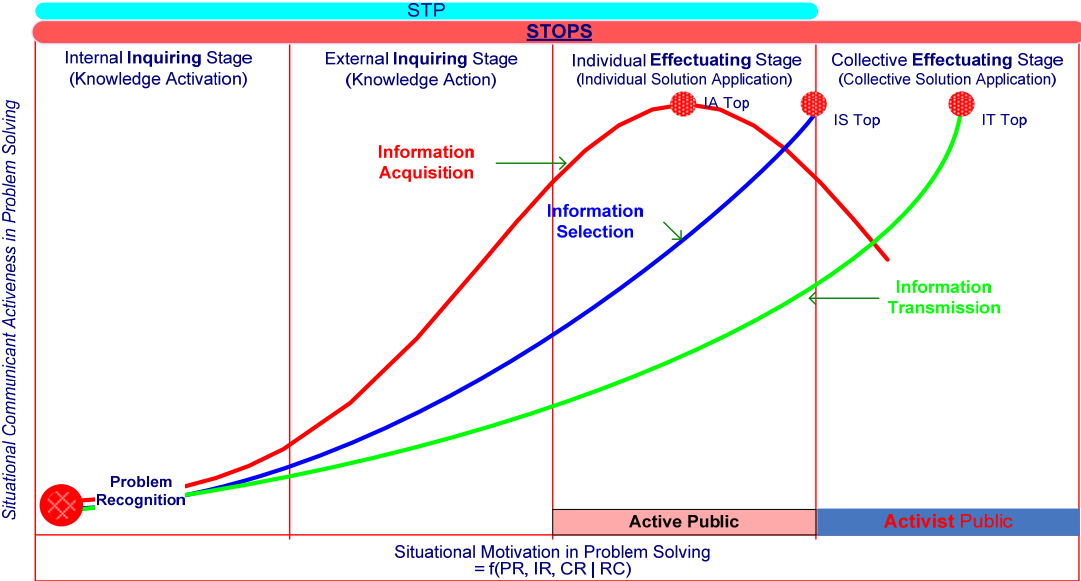 STP
STOPS
Internal Inquiring Stage
(Knowledge Activation)
External Inquiring Stage
(Knowledge Action)
Individual Effectuating Stage
(Individual Solution Application)
Collective Effectuating Stage
(Collective Solution Application)
Situational Communicant Activeness in Problem Solving
IA Top
IS Top
IT Top
Information
Acquisition
Information
Selection
Information
Transmission
Problem
Recognition
Active Public
Activist Public
Situational Motivation in Problem Solving
= f(PR, IR, CR | RC)